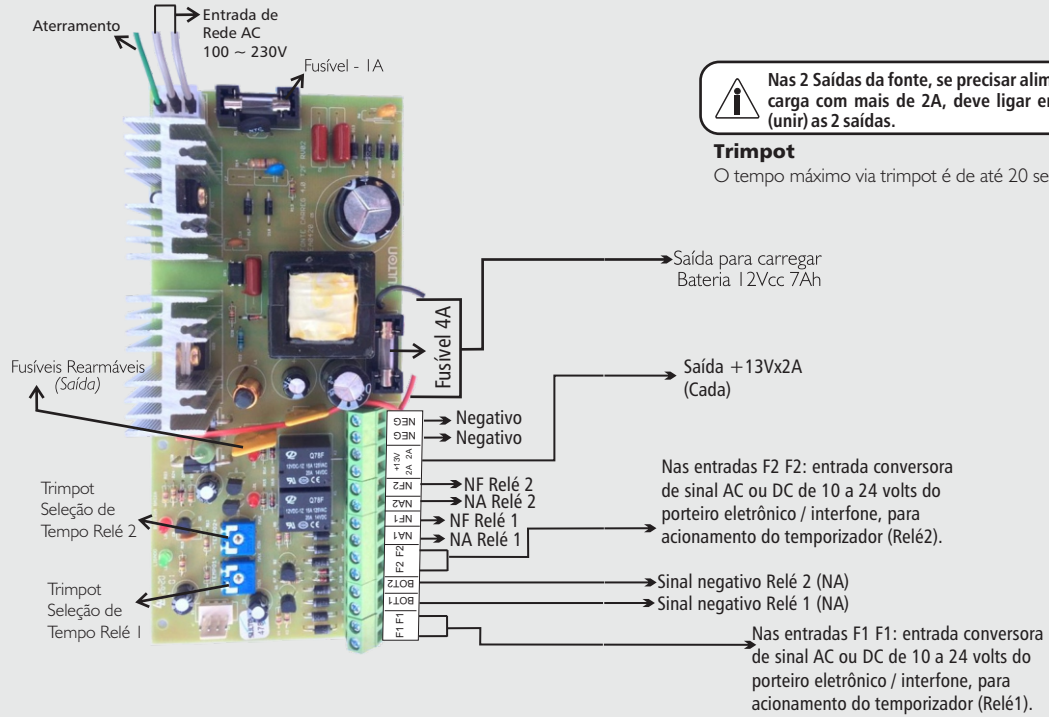 Aterramento
Entrada de
Rede AC
100 ~ 230V
Fusível - 1A
Nas 2 Saídas da fonte, se precisar alim
carga com mais de 2A, deve ligar e
(unir) as 2 saídas.
Trimpot
O tempo máximo via trimpot é de até 20 se
Saída para carregar
Bateria 12Vcc 7Ah
Fusível 4A
Fusíveis Rearmáveis
(Saída)
Saída +13Vx2A
(Cada)
NEG
Negativo
NEG
Negativo
+13V
2A 2A
NF2
NF Relé 2
NA2
NA Relé 2
NF1
NF Relé 1
NA1
NA Relé 1
F2 F2
BOT2
BOT1
F1 F1
Nas entradas F2 F2: entrada conversora
de sinal AC ou DC de 10 a 24 volts do
porteiro eletrônico / interfone, para
acionamento do temporizador (Relé2).
Trimpot
Seleção de
Tempo Relé 2
Sinal negativo Relé 2 (NA)
Sinal negativo Relé 1 (NA)
Trimpot
Seleção de
Tempo Relé 1
Nas entradas F1 F1: entrada conversora
de sinal AC ou DC de 10 a 24 volts do
porteiro eletrônico / interfone, para
acionamento do temporizador (Relé1).
Q78F
Q78F